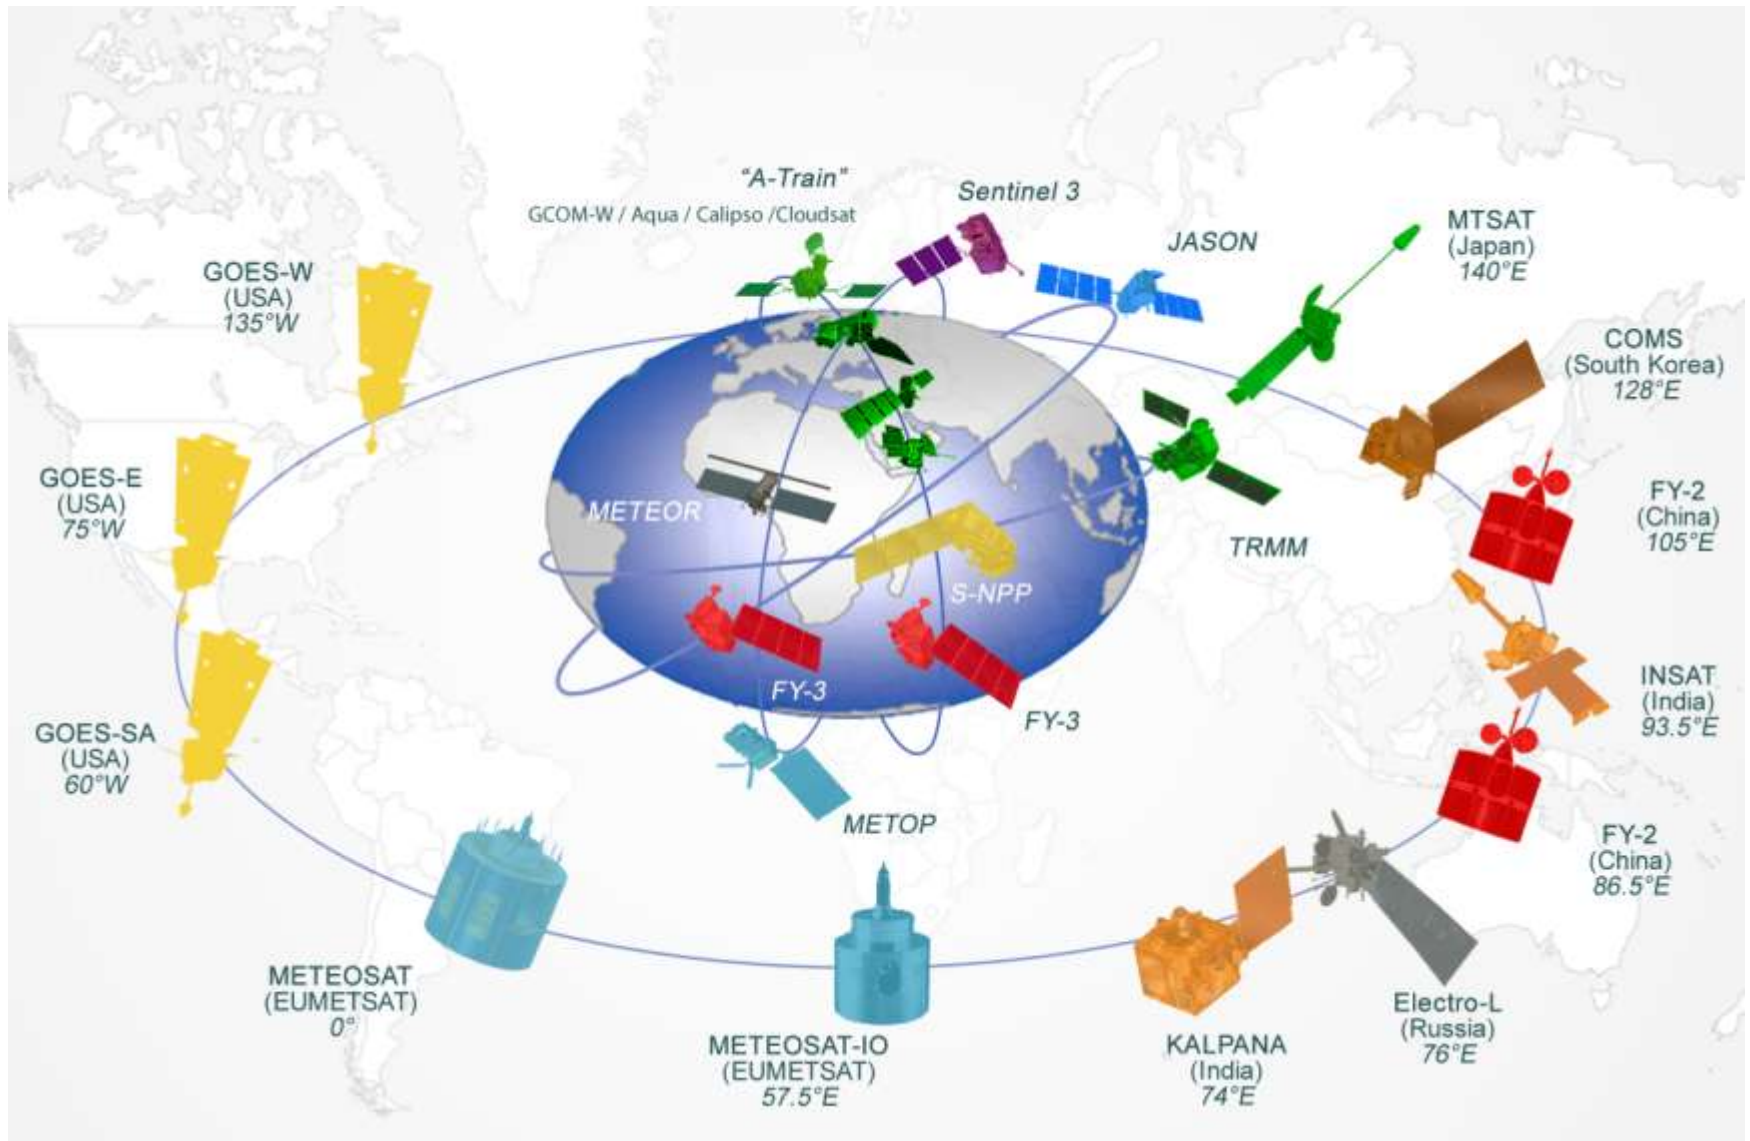 "A-Train"
GCOM-W / Aqua / Calipso /Cloudsat
Sentinel 3
JASON
MTSAT
(Japan)
140°E
GOES-W
(USA)
135°W
COMS
(South Korea)
128°E
GOES-E
(USA)
75°W
METEOR
FY-2
(China)
105°E
TRMM
S-NPP
INSAT
(India)
93.5°E
FY-3
FY-3
GOES-SA
(USA)
60°W
METOP
FY-2
(China)
86.5°E
METEOSAT
(EUMETSAT)
0°
METEOSAT-IO
(EUMETSAT)
57.5°E
KALPANA
(India)
74°E
Electro-L
(Russia)
76°E